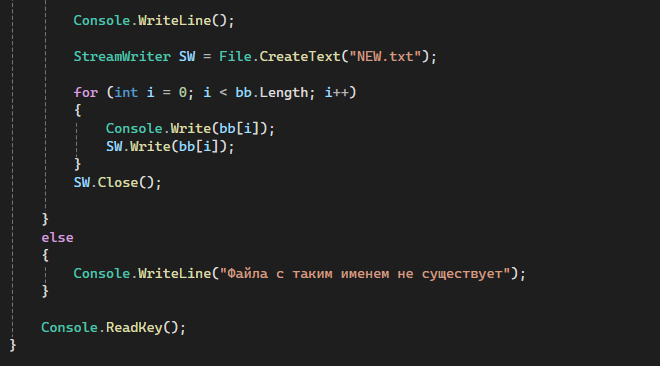 Console.WriteLine();
StreamWriter SW = File.CreateText("NEW.txt");
for (int i = 0; i < bb.Length; i++)
{
Console.Write(bb[i]);
SW.Write(bb[i]);
}
SW.Close();
}
else
{
Console.WriteLine("Файла с таким именем не существует");
}
Console.ReadKey();
}